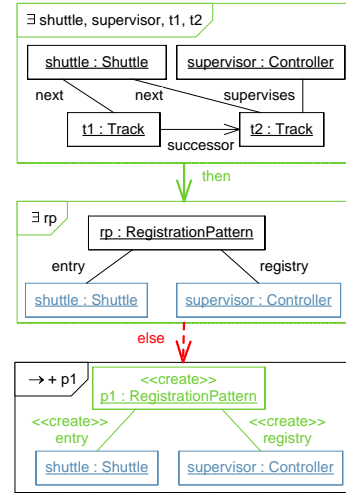 ∃ shuttle, supervisor, t1, t2
shuttle : Shuttle
supervisor : Controller
next
next
supervises
t1 : Track
t2 : Track
successor
then
∃ rp
rp : RegistrationPattern
entry
registry
shuttle : Shuttle
supervisor : Controller
else
→ + p1
<<create>>
p1 : RegistrationPattern
<<create>>
entry
<<create>>
registry
shuttle : Shuttle
supervisor : Controller